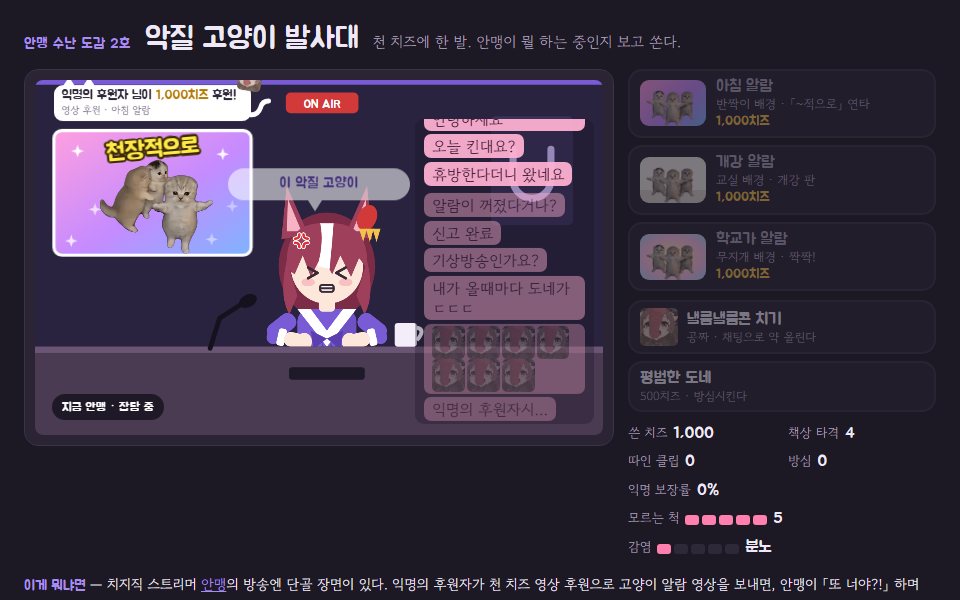 안맹 수난 도감 2호 악질 고양이 발사대 천 치즈에 한 발. 안맹이 뭘 하는 중인지 보고 쏜다.
익명의 후원자 님이 1,000치즈 후원!
영상 후원 · 아침 알람
ON AIR
천장적으로
이 악질 고양이
안녕하세요
오늘 킨대요?
휴방한다더니 왔네요
알람이 꺼졌다거나?
신고 완료
기상방송인가요?
내가 올때마다 도네가
ㄷㄷㄷ
익명의 후원자시...
지금 안맹 · 잡담 중
아침 알람
반짝이 배경 · 「~적으로」 연타
1,000치즈
개강 알람
교실 배경 · 개강 판
1,000치즈
학교가 알람
무지개 배경 · 짝짝!
1,000치즈
냘름냘름콘 치기
공짜 · 채팅으로 약 올린다
평범한 도네
500치즈 · 방심시킨다
쓴 치즈 1,000 책상 타격 4
따인 클립 0 방심 0
익명 보장률 0%
모르는 척 5
감염 분노
이게 뭐냐면 — 치지직 스트리머 안맹의 방송엔 단골 장면이 있다. 익명의 후원자가 천 치즈 영상 후원으로 고양이 알람 영상을 보내면, 안맹이 「또 너야?!」 하며